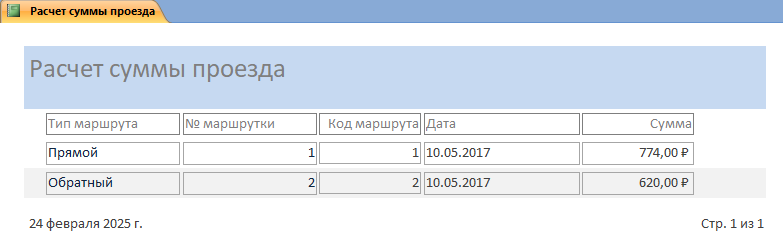 Расчет суммы проезда
Расчет суммы проезда
Тип маршрута № маршрутки Код маршрута Дата Сумма
Прямой 1 1 10.05.2017 774,00 ₽
Обратный 2 2 10.05.2017 620,00 ₽
24 февраля 2025 г. Стр. 1 из 1